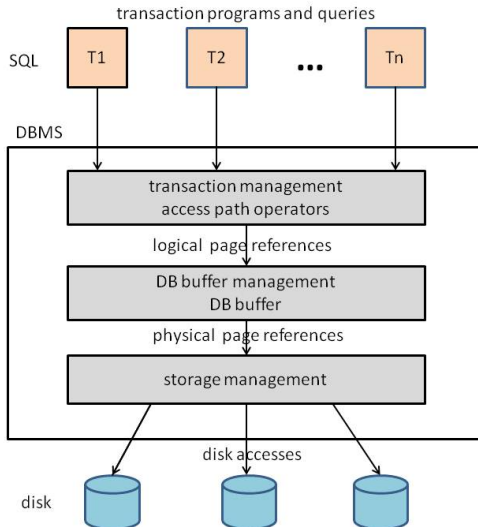 transaction programs and queries
SQL T1 T2 ... Tn
DBMS
transaction management
access path operators
logical page references
DB buffer management
DB buffer
physical page references
storage management
disk accesses
disk